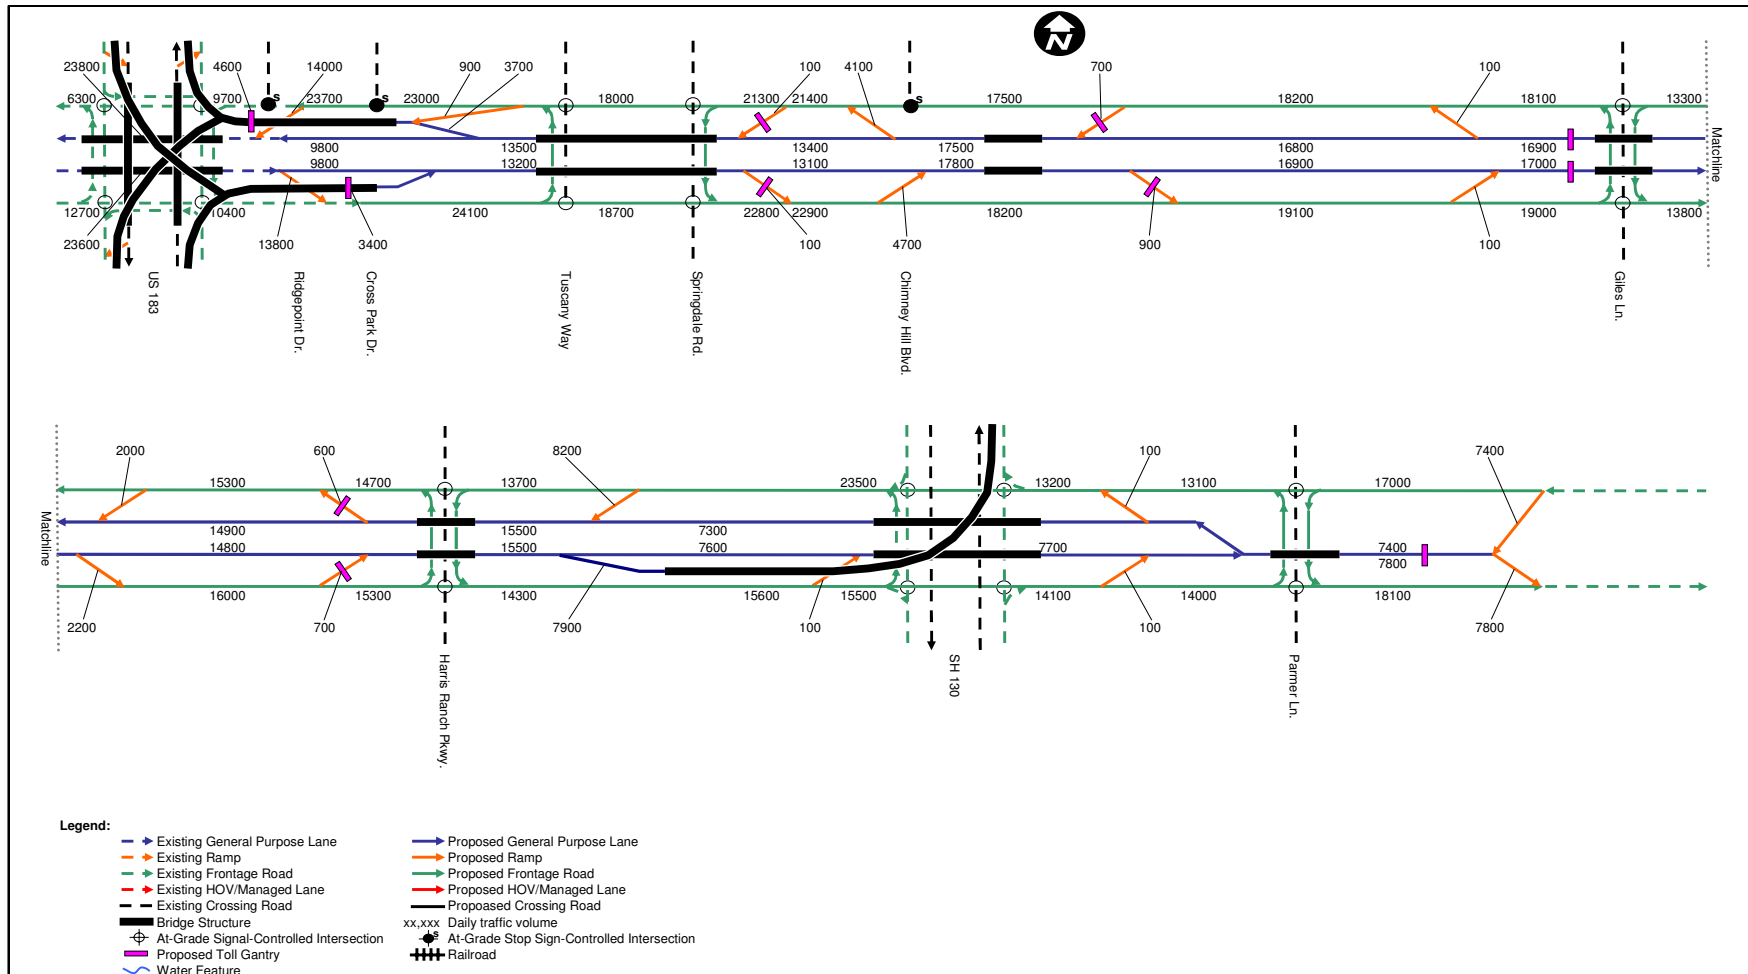 N
23800 4600 14000 900 3700 100 4100 700 100
S S S
6300 9700 23700 23000 18000 21300 21400 17500 18200 18100 13300
9800 13500 13400 17500 16800 16900
9800 13200 13100 17800 16900 17000
12700 10400 24100 18700 22800 22900 18200 19100 19000 13800
23600 13800 3400 100 4700 900 100
Matchline
US 183
Ridgepoint Dr.
Cross Park Dr.
Tuscany Way
Springdale Rd.
Chimney Hill Blvd.
Giles Ln.
2000 600 8200 100 7400
15300 14700 13700 23500 13200 13100 17000
14900 15500 7300
14800 15500 7600 7700 7400
7800
16000 15300 14300 15600 15500 14100 14000 18100
2200 700 7900 100 100 7800
Matchline
Harris Ranch Pkwy.
SH 130
Parmer Ln.
Legend:
Existing General Purpose Lane Proposed General Purpose Lane
Existing Ramp Proposed Ramp
Existing Frontage Road Proposed Frontage Road
Existing HOV/Managed Lane Proposed HOV/Managed Lane
Existing Crossing Road Propoased Crossing Road
Bridge Structure xx,xxx Daily traffic volume
At-Grade Signal-Controlled Intersection S At-Grade Stop Sign-Controlled Intersection
Proposed Toll Gantry Railroad
Water Feature